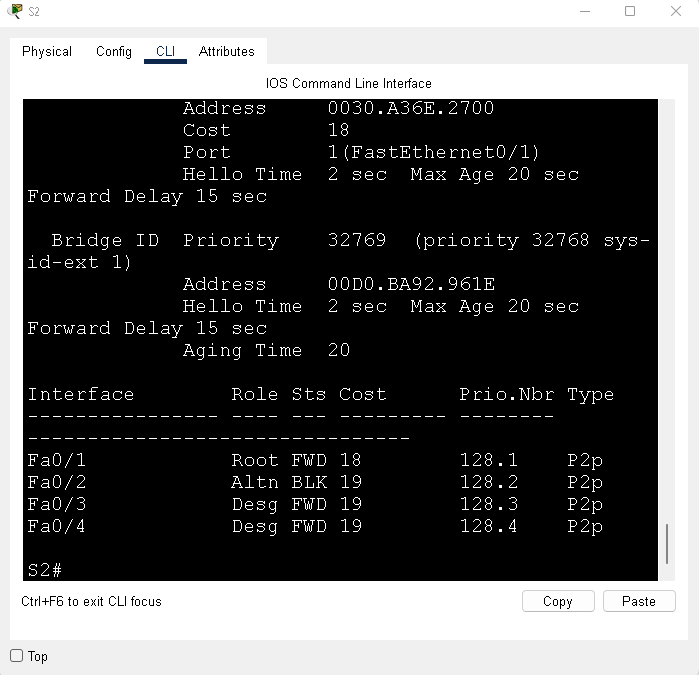 S2
Physical Config CLI Attributes
IOS Command Line Interface
Address 0030.A36E.2700
Cost 18
Port 1(FastEthernet0/1)
Hello Time 2 sec Max Age 20 sec
Forward Delay 15 sec
Bridge ID Priority 32769 (priority 32768 sys-
id-ext 1)
Address 00D0.BA92.961E
Hello Time 2 sec Max Age 20 sec
Forward Delay 15 sec
Aging Time 20
Interface Role Sts Cost Prio.Nbr Type
---------------- ---- --- --------- --------
--------------------------------
Fa0/1 Root FWD 18 128.1 P2p
Fa0/2 Altn BLK 19 128.2 P2p
Fa0/3 Desg FWD 19 128.3 P2p
Fa0/4 Desg FWD 19 128.4 P2p
S2#
Ctrl+F6 to exit CLI focus
Copy Paste
Top